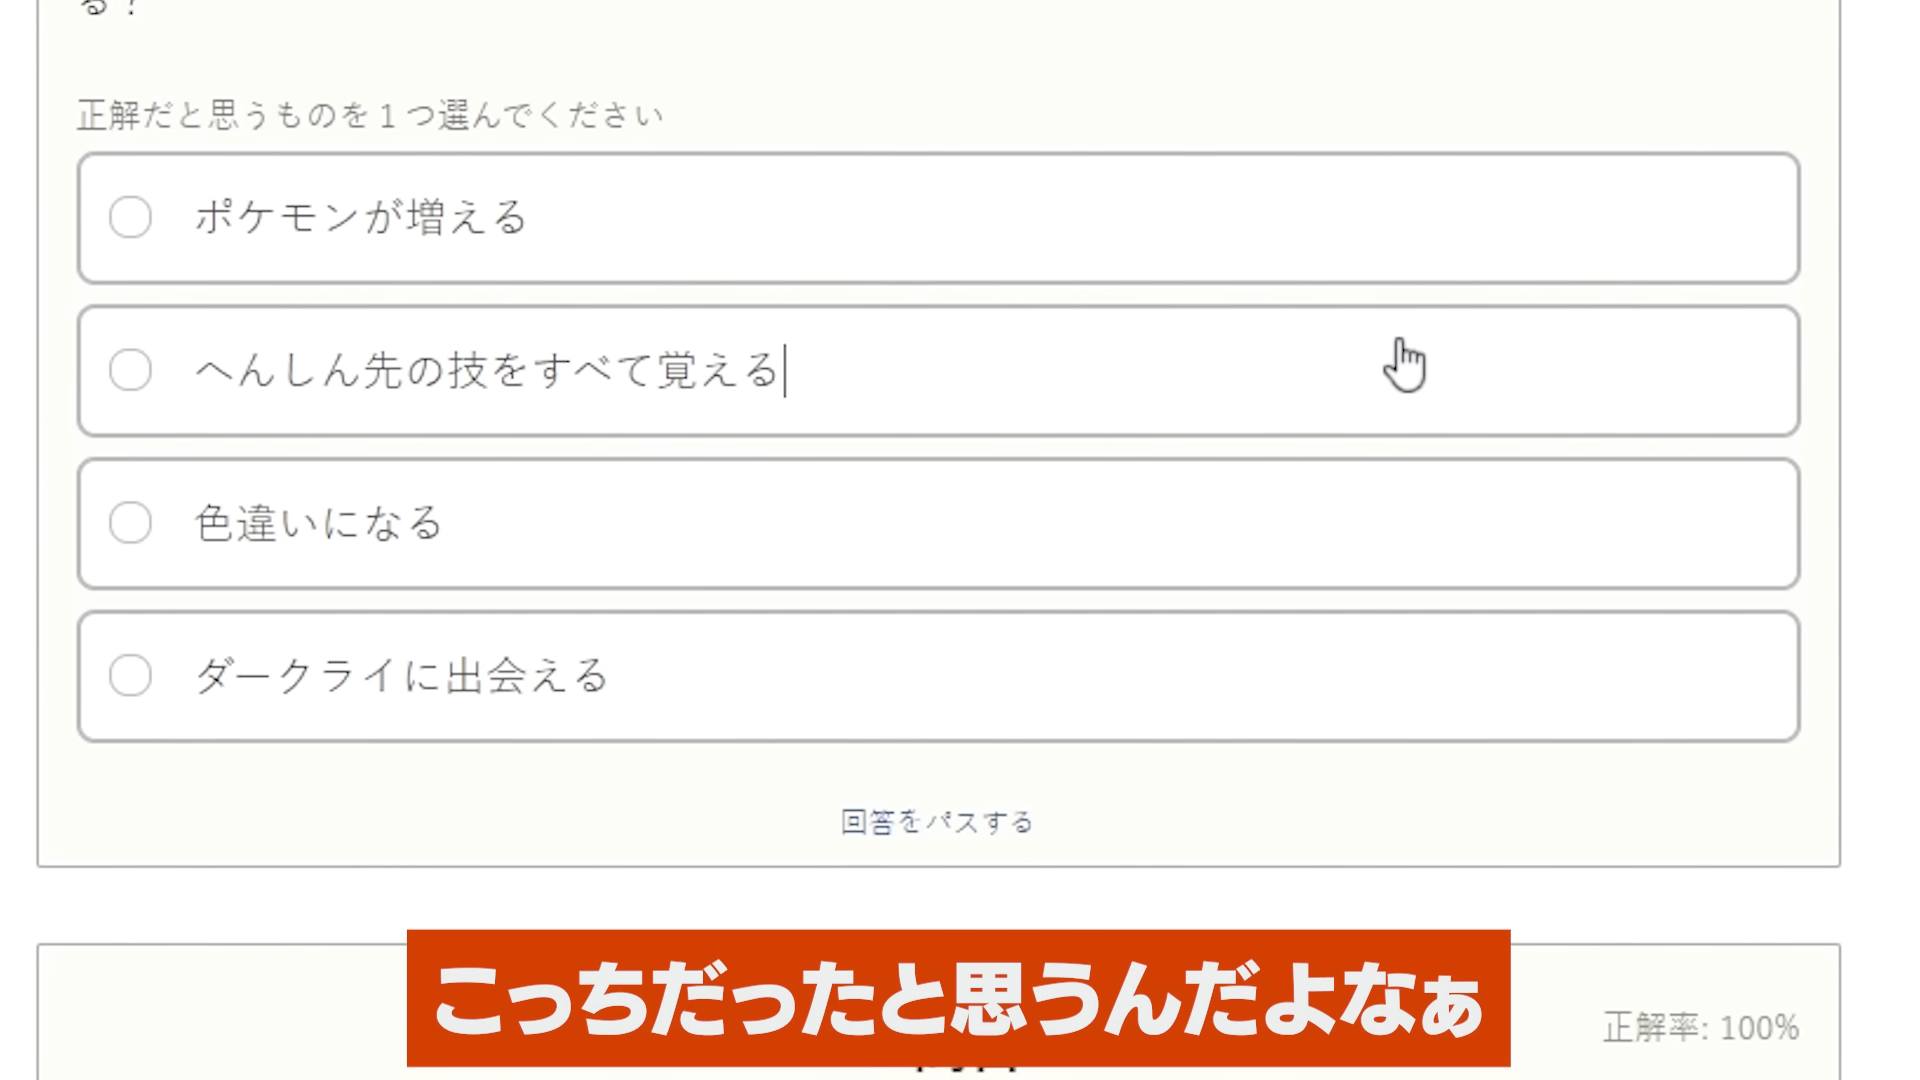 る？
正解だと思うものを１つ選んでください
ポケモンが増える
へんしん先の技をすべて覚える
色違いになる
ダークライに出会える
回答をパスする
こっちだったと思うんだよなぁ
正解率: 100%